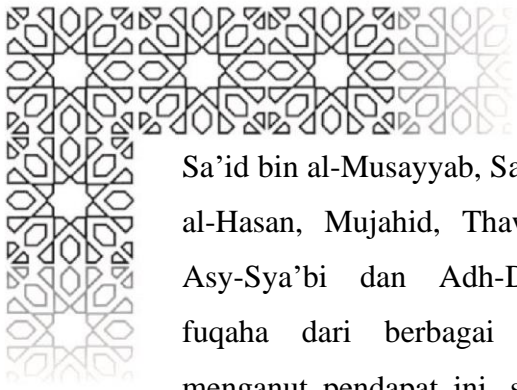 Sa’id bin al-Musayyab,
al-Hasan, Mujahid,
Asy-Sya’bi dan
fuqaha dari berbagai
menganut pendapat ini,